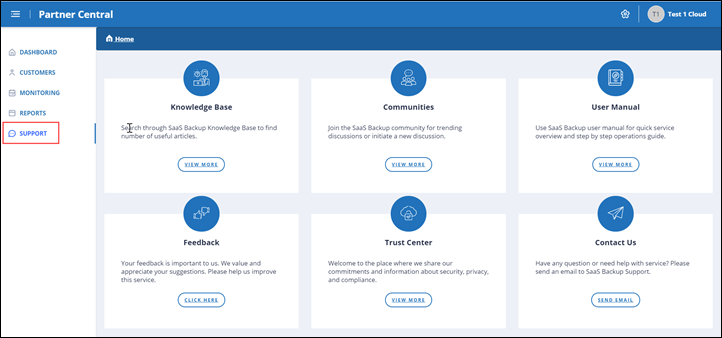 Partner Central
T1
Test 1 Cloud
Home
DASHBOARD
CUSTOMERS
MONITORING
REPORTS
SUPPORT
Knowledge Base
Search through SaaS Backup Knowledge Base to find
number of useful articles.
VIEW MORE
Communities
Join the SaaS Backup community for trending
discussions or initiate a new discussion.
VIEW MORE
User Manual
Use SaaS Backup user manual for quick service
overview and step by step operations guide.
VIEW MORE
Feedback
Your feedback is important to us. We value and
appreciate your suggestions. Please help us improve
this service.
CLICK HERE
Trust Center
Welcome to the place where we share our
commitments and information about security, privacy,
and compliance.
VIEW MORE
Contact Us
Have any question or need help with service? Please
send an email to SaaS Backup Support.
SEND EMAIL